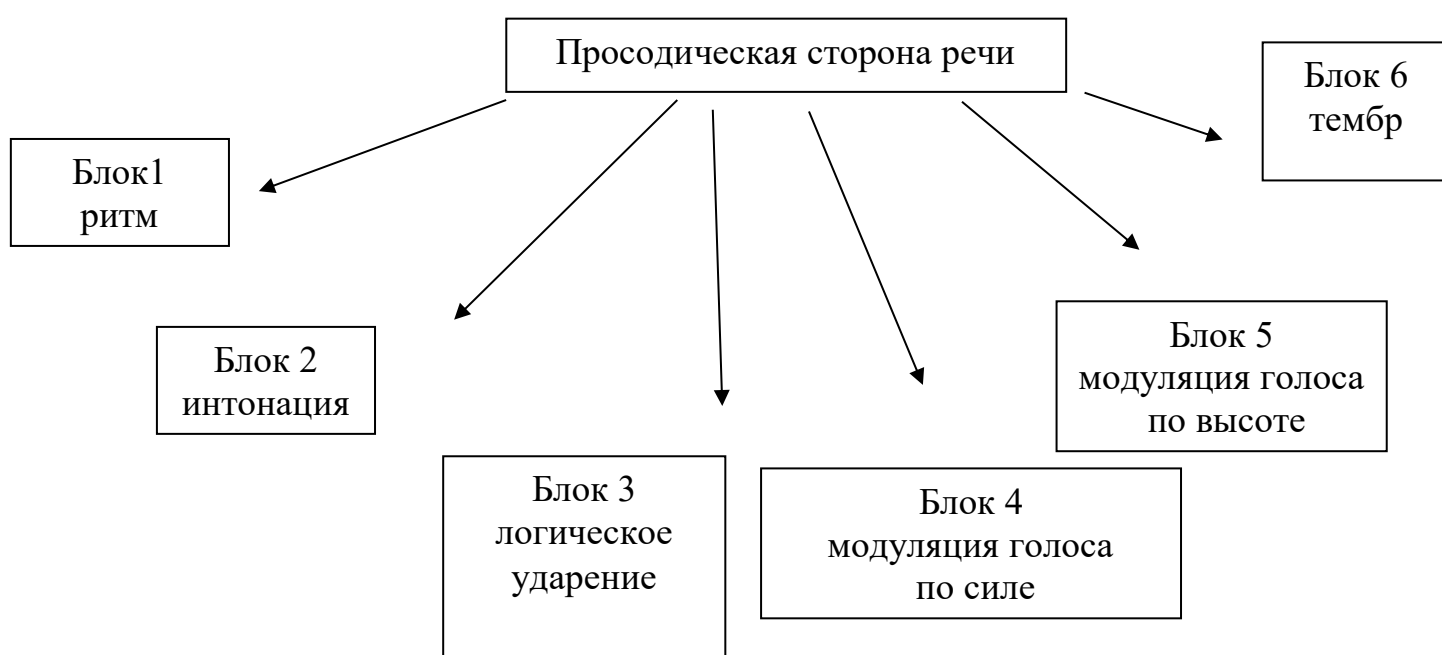 Просодическая сторона речи
Блок1
ритм
Блок 2
интонация
Блок 3
логическое
ударение
Блок 4
модуляция голоса
по силе
Блок 5
модуляция голоса
по высоте
Блок 6
тембр